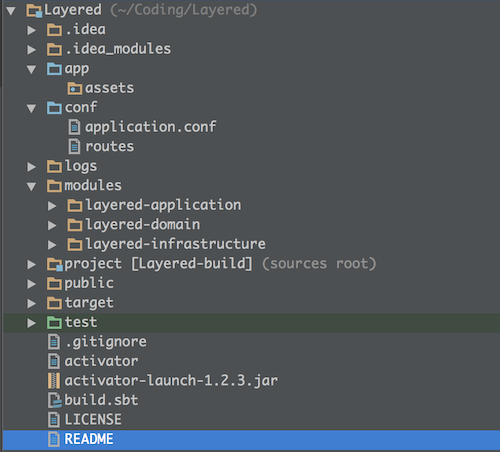 Layered (~/Coding/Layered)
.idea
.idea_modules
app
assets
conf
application.conf
routes
logs
modules
layered-application
layered-domain
layered-infrastructure
project [Layered-build] (sources root)
public
target
test
.gitignore
activator
activator-launch-1.2.3.jar
build.sbt
LICENSE
README